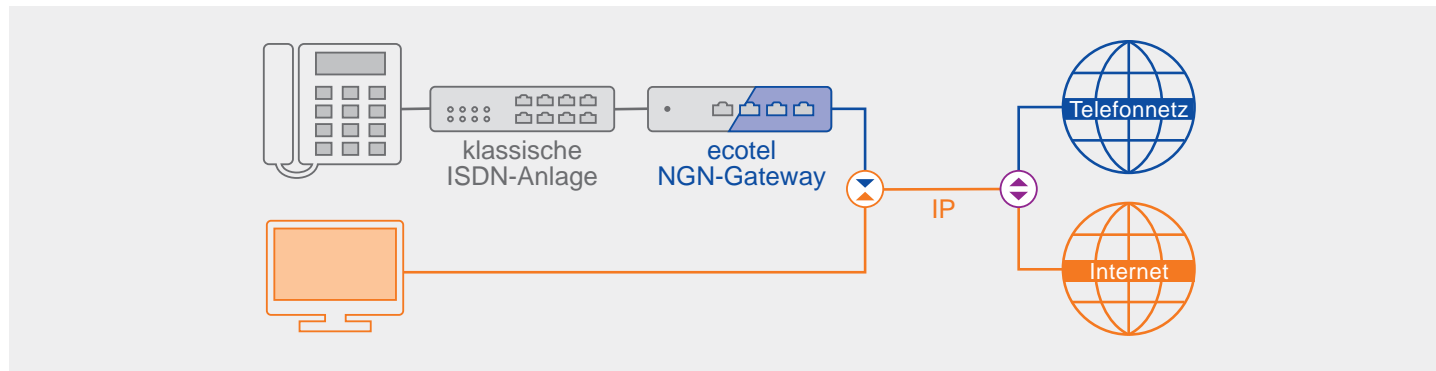 klassische
ISDN-Anlage
ecotel
NGN-Gateway
IP
Telefonnetz
Internet